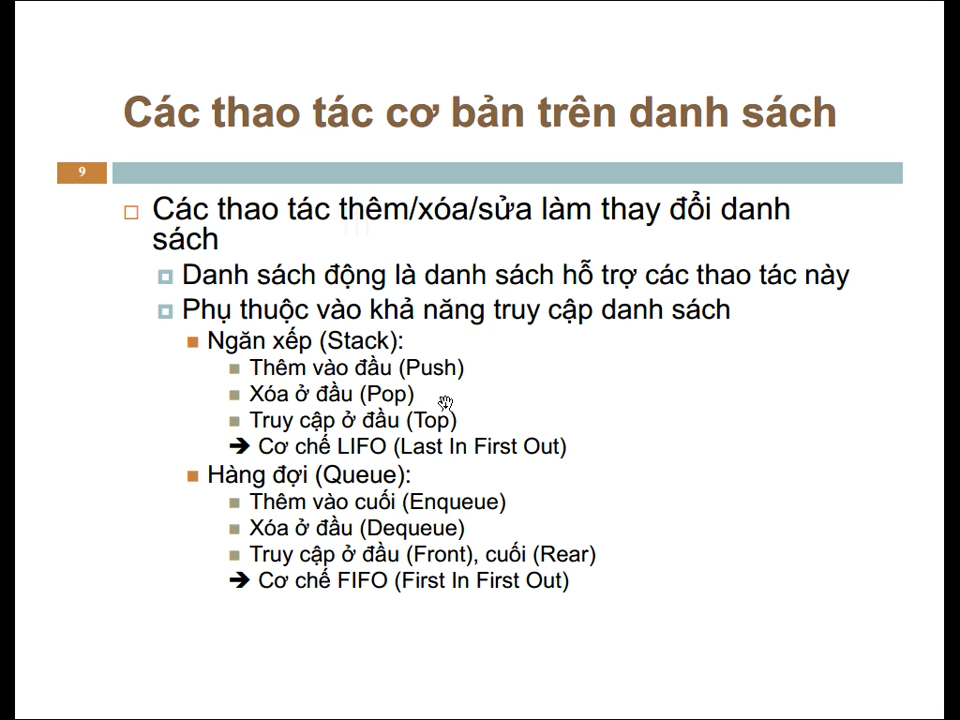 Các thao tác cơ bản trên danh sách
9
Các thao tác thêm/xóa/sửa làm thay đổi danh
sách
Danh sách động là danh sách hỗ trợ các thao tác này
Phụ thuộc vào khả năng truy cập danh sách
Ngăn xếp (Stack):
Thêm vào đầu (Push)
Xóa ở đầu (Pop)
Truy cập ở đầu (Top)
➔ Cơ chế LIFO (Last In First Out)
Hàng đợi (Queue):
Thêm vào cuối (Enqueue)
Xóa ở đầu (Dequeue)
Truy cập ở đầu (Front), cuối (Rear)
➔ Cơ chế FIFO (First In First Out)